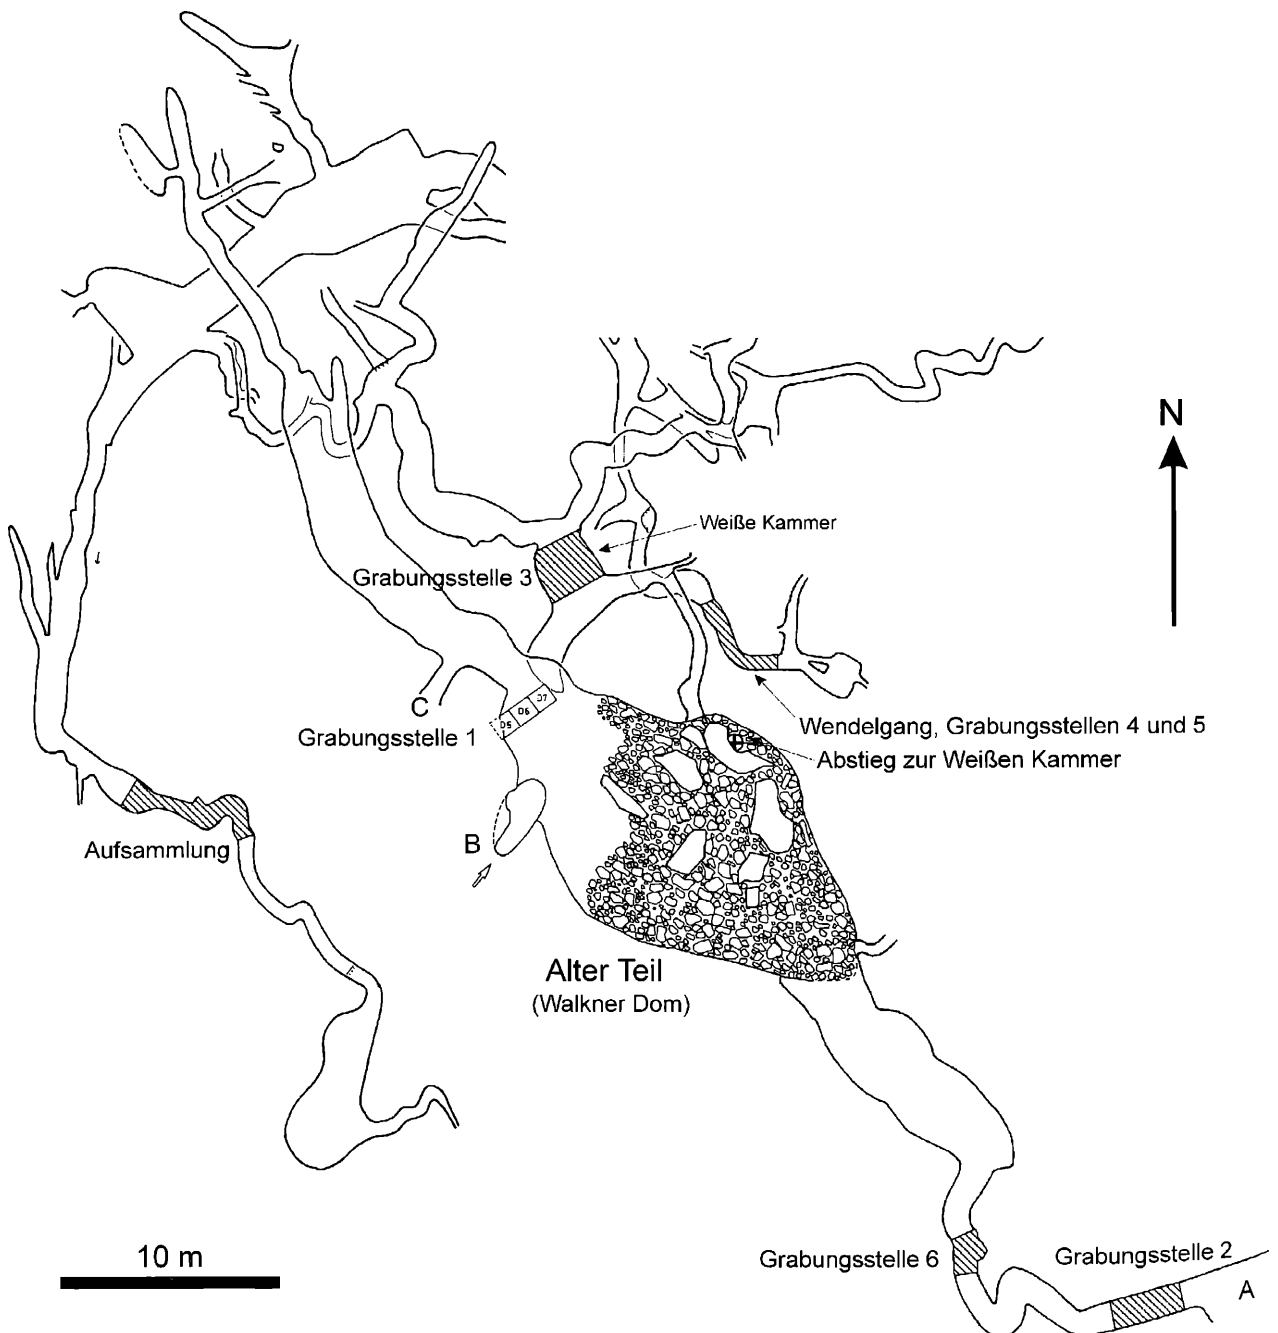 N
Weiße Kammer
Grabungsstelle 3
C
D5 D6 D7
Grabungsstelle 1
Wendelgang, Grabungsstellen 4 und 5
Abstieg zur Weißen Kammer
B
Aufsammlung
Alter Teil
(Walkner Dom)
10 m
Grabungsstelle 6
Grabungsstelle 2
A